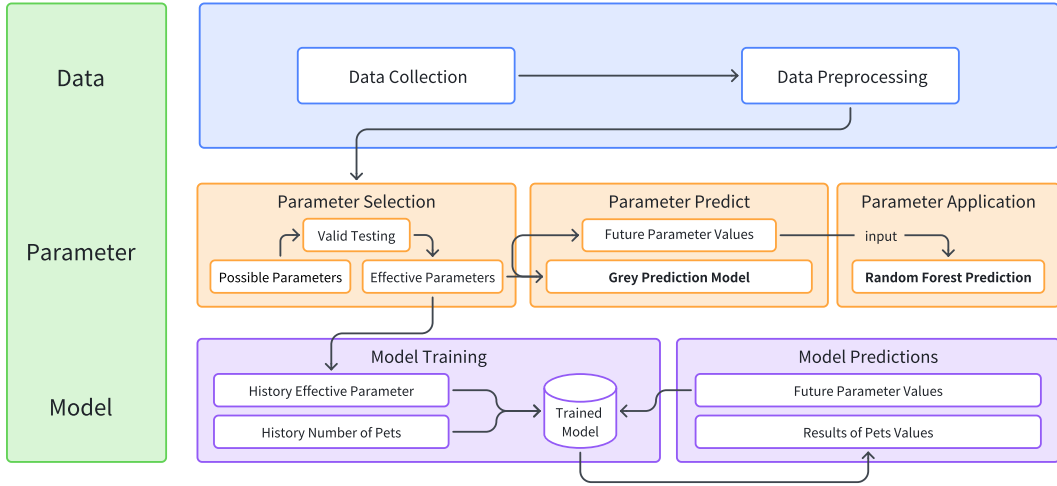 Data
Data Collection
Data Preprocessing
Parameter
Parameter Selection
Valid Testing
Possible Parameters
Effective Parameters
Parameter Predict
Future Parameter Values
Grey Prediction Model
Parameter Application
input
Random Forest Prediction
Model
Model Training
History Effective Parameter
History Number of Pets
Trained
Model
Model Predictions
Future Parameter Values
Results of Pets Values